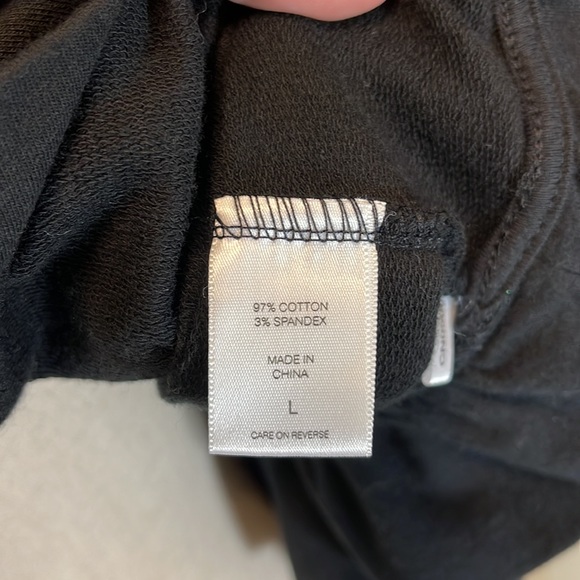 97% COTTON
3% SPANDEX
MADE IN
CHINA
L
CARE ON REVERSE